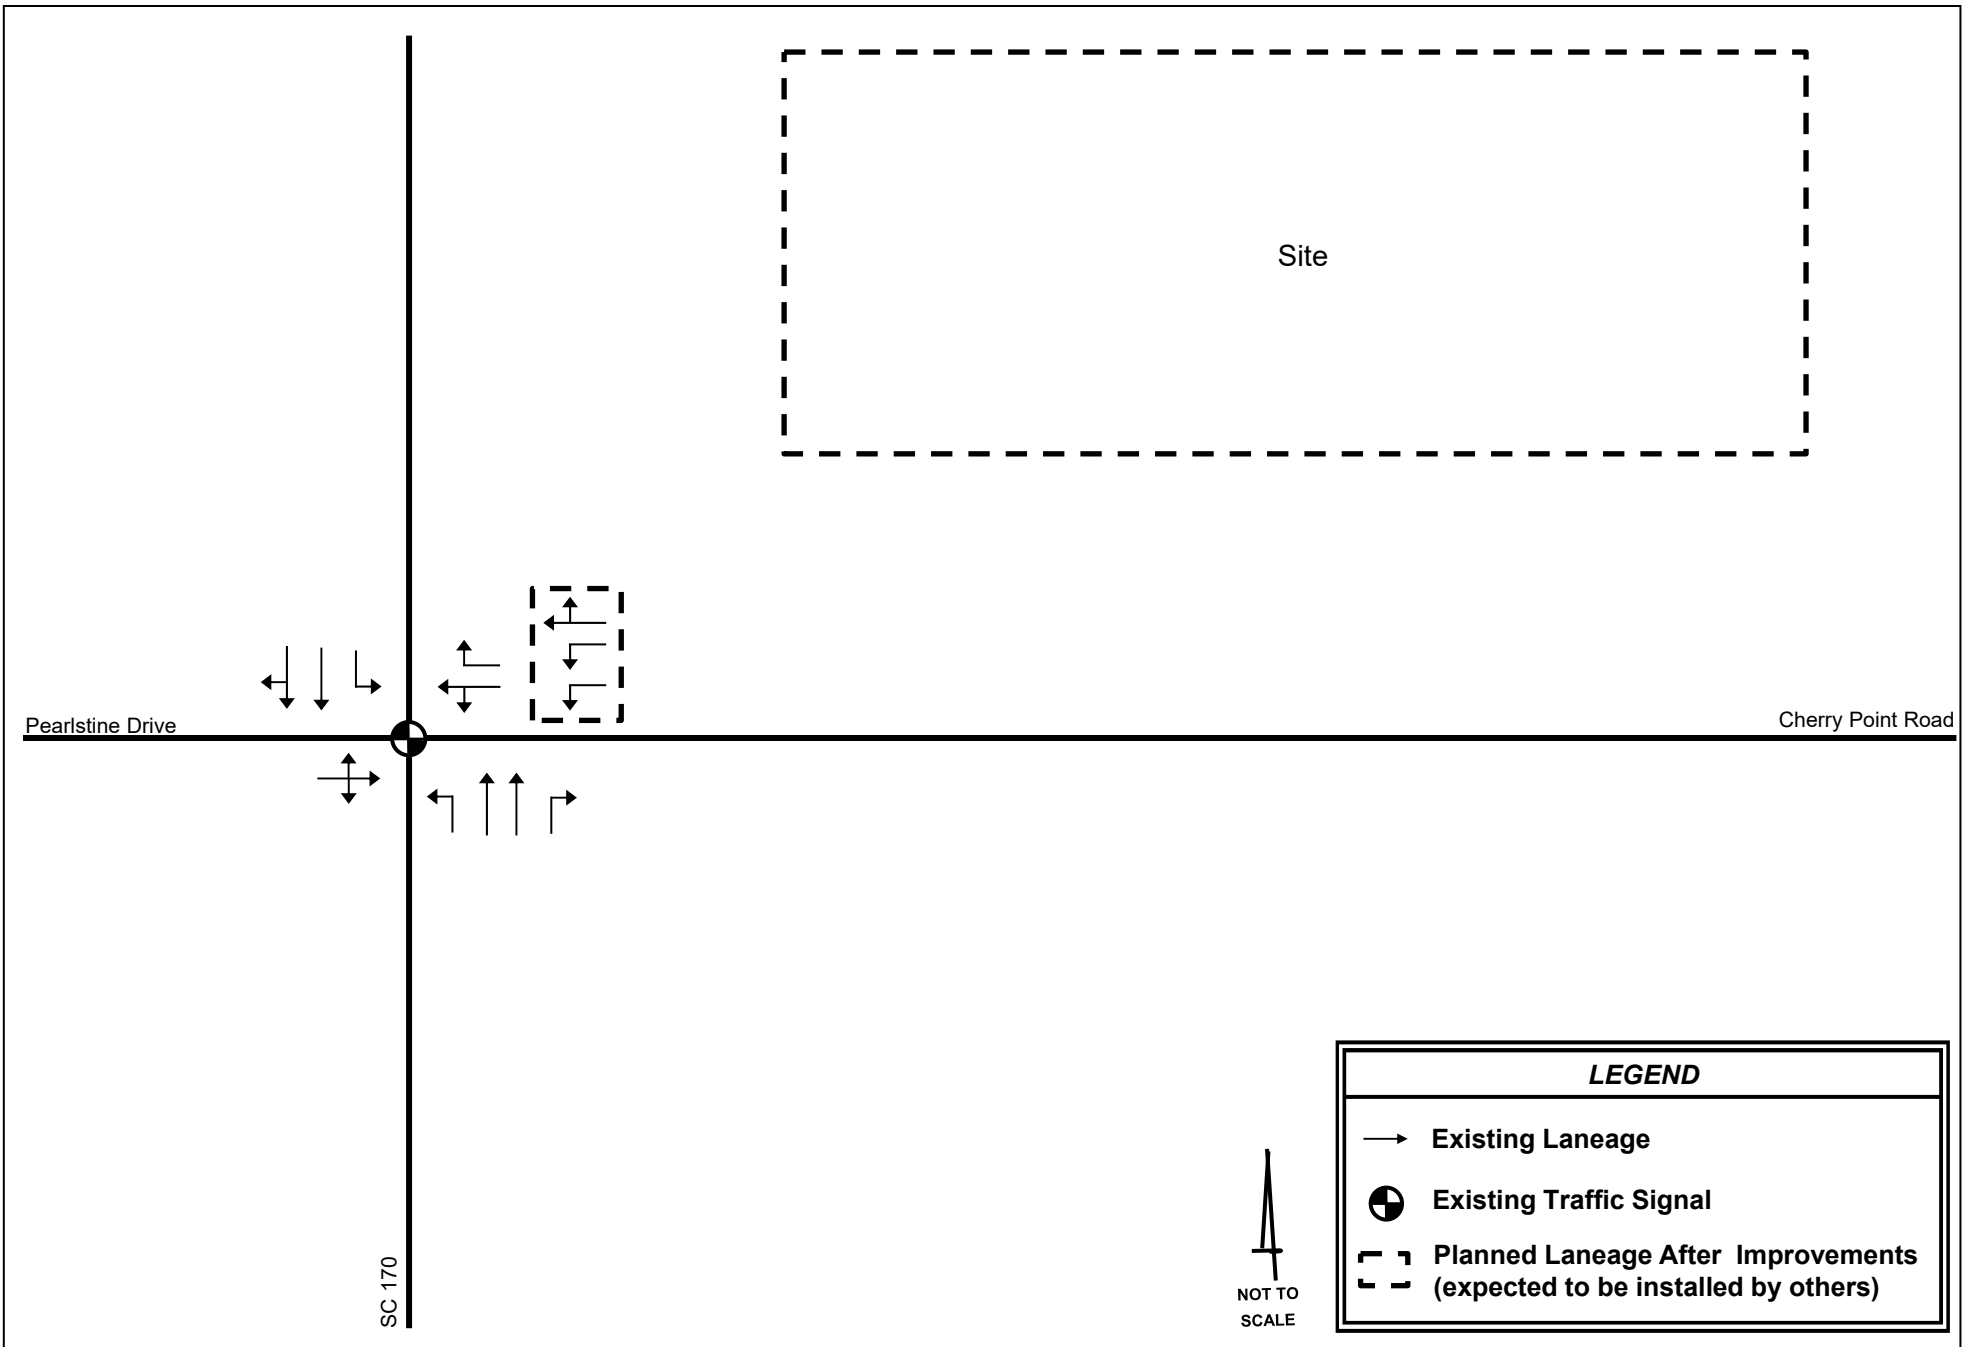 Site
Pearlstine Drive
Cherry Point Road
SC 170
NOT TO
SCALE
LEGEND
Existing Laneage
Existing Traffic Signal
Planned Laneage After Improvements
(expected to be installed by others)